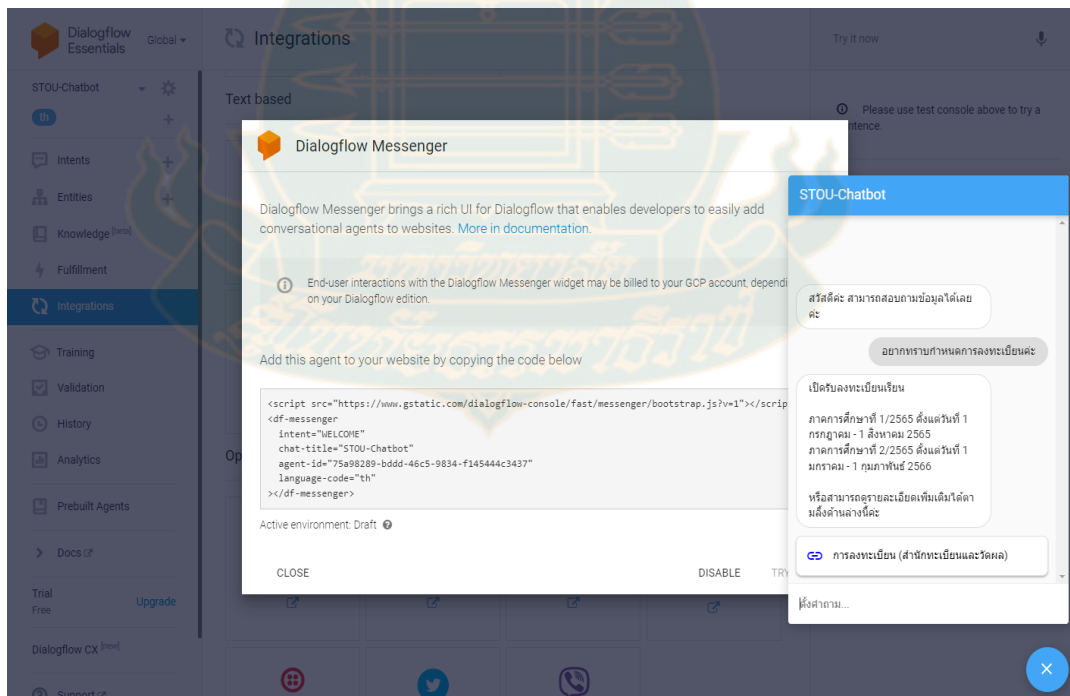 Dialogflow
Essentials
Global
Integrations
Try it now
STOU-Chatbot
th
Text based
Please use test console above to try a
Intents
Entities
Knowledge [beta]
Fulfillment
Integrations
Training
Validation
History
Analytics
Prebuilt Agents
Docs
Trial
Free
Upgrade
Dialogflow CX [new]
Support
Dialogflow Messenger
Dialogflow Messenger brings a rich UI for Dialogflow that enables developers to easily add
conversational agents to websites. More in documentation.
End-user interactions with the Dialogflow Messenger widget may be billed to your GCP account, dependi
on your Dialogflow edition.
Add this agent to your website by copying the code below
<script src="https://www.gstatic.com/dialogflow-console/fast/messenger/bootstrap.js?v=1"></scrip
<df-messenger
intent="WELCOME"
chat-title="STOU-Chatbot"
agent-id="75a98289-bddd-46c5-9834-f145444c3437"
language-code="th"
></df-messenger>
Active environment: Draft
CLOSE
DISABLE
TRY
STOU-Chatbot
สวัสดีค่ะ สามารถสอบถามข้อมูลได้เลย
ค่ะ
อยากทราบกำหนดการลงทะเบียนค่ะ
เปิดรับลงทะเบียนเรียน
ภาคการศึกษาที่ 1/2565 ตั้งแต่วันที่ 1
กรกฎาคม - 1 สิงหาคม 2565
ภาคการศึกษาที่ 2/2565 ตั้งแต่วันที่ 1
มกราคม - 1 กุมภาพันธ์ 2566
หรือสามารถดูรายละเอียดเพิ่มเติมได้ตา
มลิ้งด้านล่างนี้ค่ะ
การลงทะเบียน (สำนักทะเบียนและวัดผล)
ตั้งคำถาม...